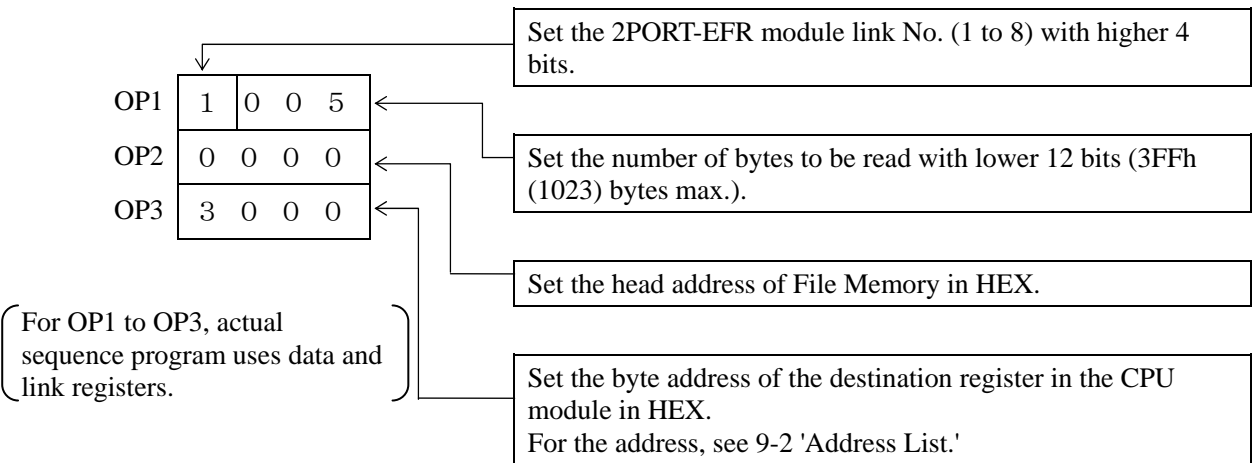 Set the 2PORT-EFR module link No. (1 to 8) with higher 4
bits.
OP1 １ ０ ０ ５
Set the number of bytes to be read with lower 12 bits (3FFh
(1023) bytes max.).
OP2 ０ ０ ０ ０
OP3 ３ ０ ０ ０
Set the head address of File Memory in HEX.
For OP1 to OP3, actual
sequence program uses data and
link registers.
Set the byte address of the destination register in the CPU
module in HEX.
For the address, see 9-2 'Address List.'